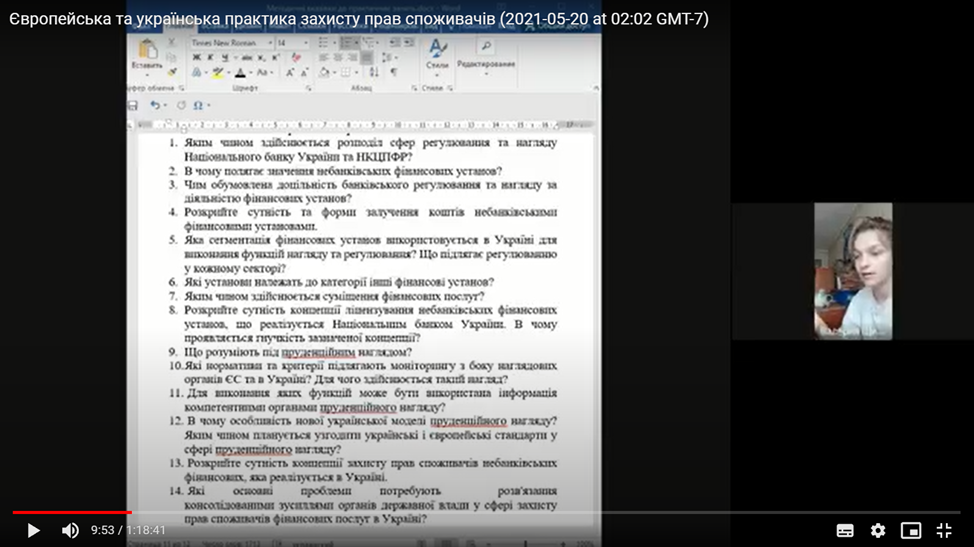 Європейська та українська практика захисту прав споживачів (2021-05-20 at 02:02 GMT-7)
Вставить
Times New Roman
14
Ж К Ч
Стили
Редактирование
Буфер обмена
Шрифт
Абзац
Стили
1. Яким чином здійснюється розподіл сфер регулювання та нагляду
Національного банку України та НКЦПФР?
2. В чому полягає значення небанківських фінансових установ?
3. Чим обумовлена доцільність банківського регулювання та нагляду за
діяльністю фінансових установ?
4. Розкрийте сутність та форми залучення коштів небанківськими
фінансовими установами.
5. Яка сегментація фінансових установ використовується в Україні для
виконання функцій нагляду та регулювання? Що підлягає регулюванню
у кожному секторі?
6. Які установи належать до категорії інші фінансові установ?
7. Яким чином здійснюється суміщення фінансових послуг?
8. Розкрийте сутність концепції ліцензування небанківських фінансових
установ, що реалізується Національним банком України. В чому
проявляється гнучкість зазначеної концепції?
9. Що розуміють під пруденційним наглядом?
10.Які нормативи та критерії підлягають моніторингу з боку наглядових
органів ЄС та в Україні? Для чого здійснюється такий нагляд?
11. Для виконання яких функцій може бути використана інформація
компетентними органами пруденційного нагляду?
12. В чому особливість нової української моделі пруденційного нагляду?
Яким чином планується узгодити українські і європейські стандарти у
сфері пруденційного нагляду?
13. Розкрийте сутність концепції захисту прав споживачів небанківських
фінансових, яка реалізується в Україні.
14. Які основні проблеми потребують розв'язання
консолідованими зусиллями органів державної влади у сфері захисту
прав споживачів фінансових послуг в Україні?
9:53 / 1:18:41